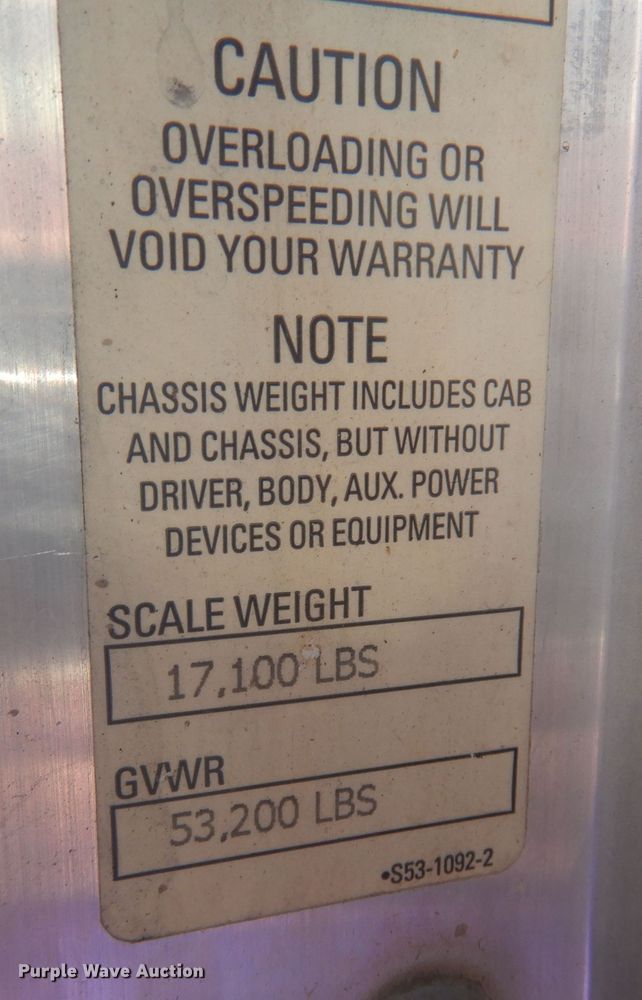 CAUTION
OVERLOADING OR
OVERSPEEDING WILL
VOID YOUR WARRANTY
NOTE
CHASSIS WEIGHT INCLUDES CAB
AND CHASSIS, BUT WITHOUT
DRIVER, BODY, AUX. POWER
DEVICES OR EQUIPMENT
SCALE WEIGHT
17,100 LBS
GVWR
53,200 LBS
•S53-1092-2
Purple Wave Auction